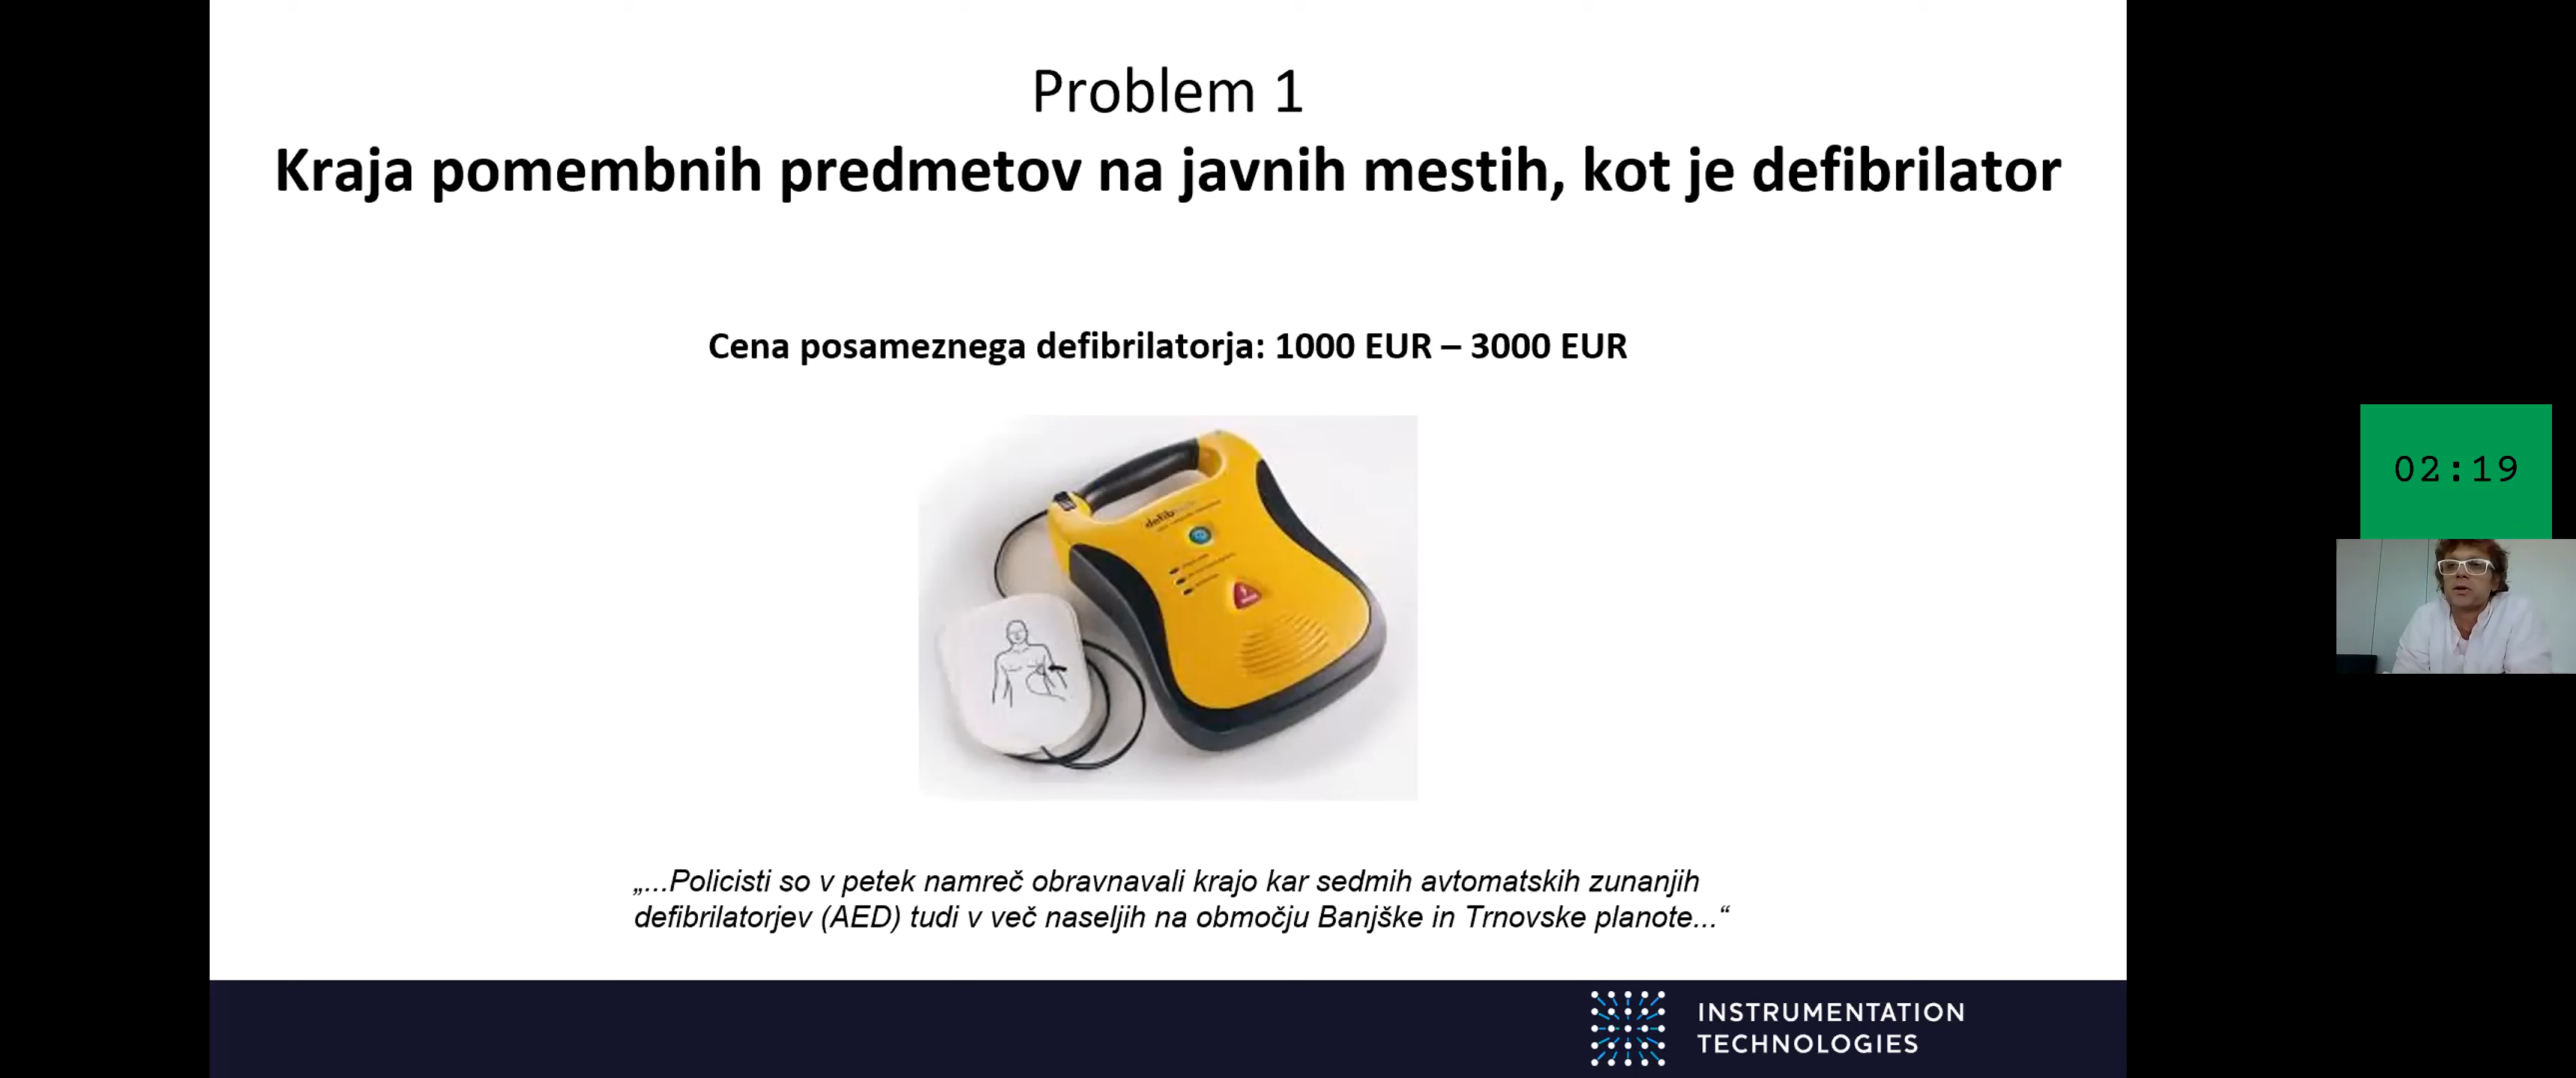 Problem 1
Kraja pomembnih predmetov na javnih mestih, kot je defibrilator
Cena posameznega defibrilatorja: 1000 EUR – 3000 EUR
defib
„...Policisti so v petek namreč obravnavali krajo kar sedmih avtomatskih zunanjih
defibrilatorjev (AED) tudi v več naseljih na območju Banjške in Trnovske planote...“
INSTRUMENTATION
TECHNOLOGIES
02:19